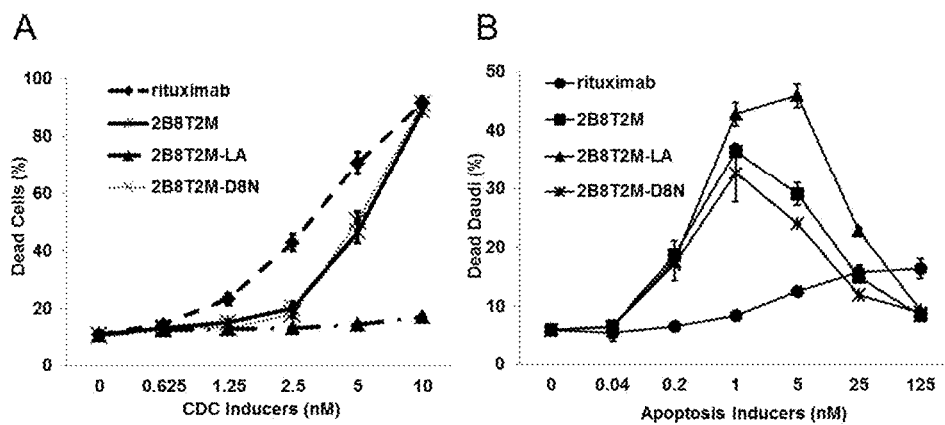 A
Dead Cells (%)
100
80
60
40
20
0
rituximab
2B8T2M
2B8T2M-LA
2B8T2M-D8N
0 0.625 1.25 2.5 5 10
CDC Inducers (nM)
B
Dead Daudi (%)
50
40
30
20
10
0
rituximab
2B8T2M
2B8T2M-LA
2B8T2M-D8N
0 0.04 0.2 1 5 25 125
Apoptosis Inducers (nM)